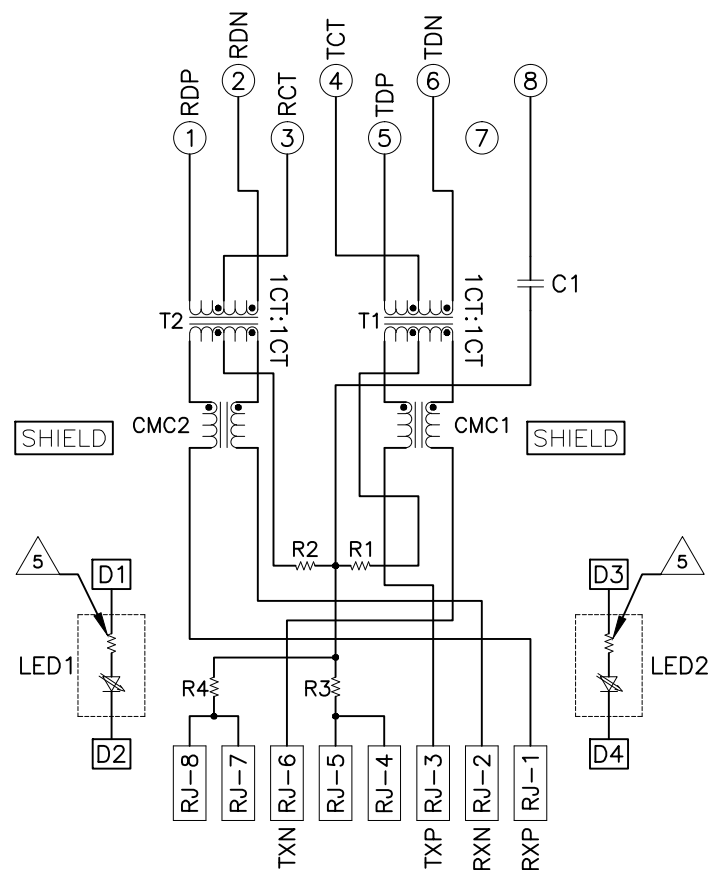 RDN
TCT
TDN
2
4
6
8
RDP
RCT
TDP
1
3
5
7
1CT:1CT
1CT:1CT
C1
T2
T1
CMC2
CMC1
SHIELD
SHIELD
R2
R1
5
5
D1
D3
LED1
LED2
R4
R3
D2
D4
RJ-8
RJ-7
RJ-6
RJ-5
RJ-4
RJ-3
RJ-2
RJ-1
TXN
TXP
RXN
RXP